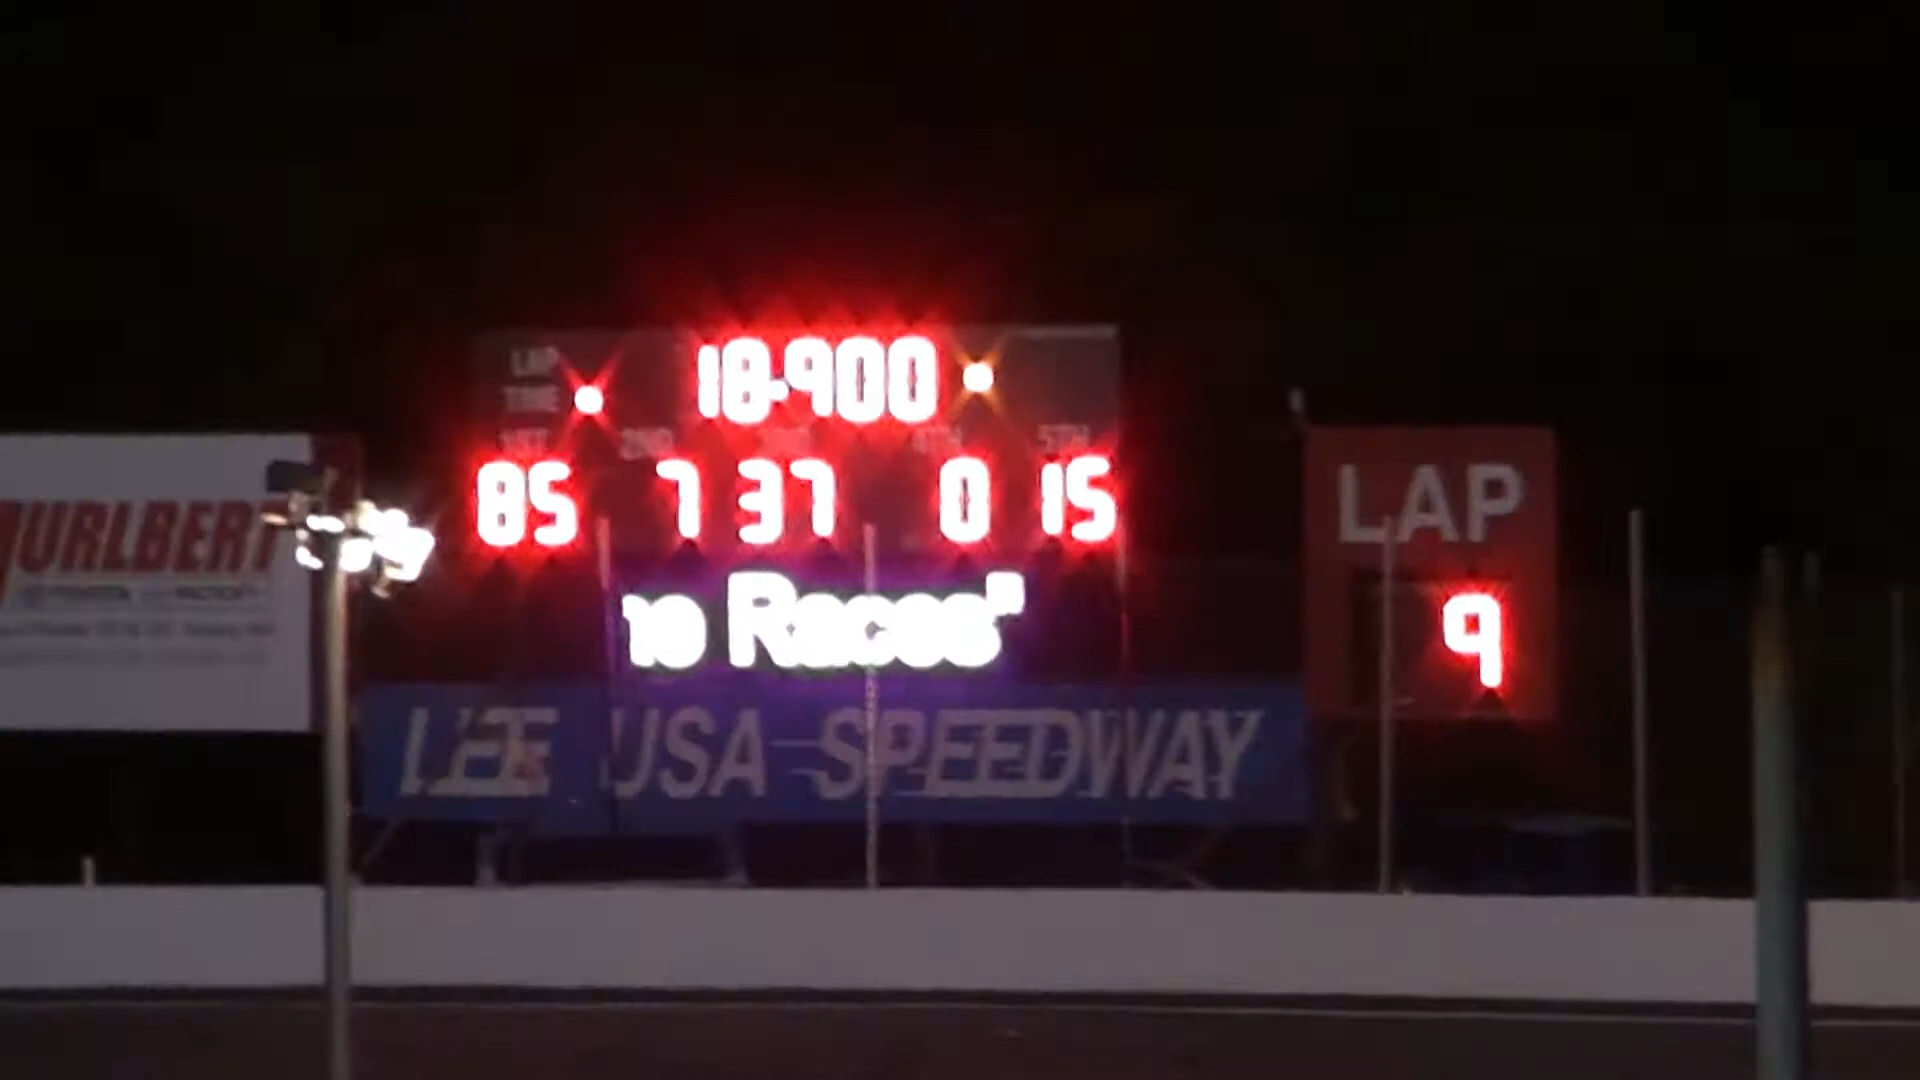 LAP
TIME
18.900
1ST 2ND 3RD 4TH 5TH
85 7 37 0 15
Races"
LEE USA SPEEDWAY
URLBERT
LAP
9